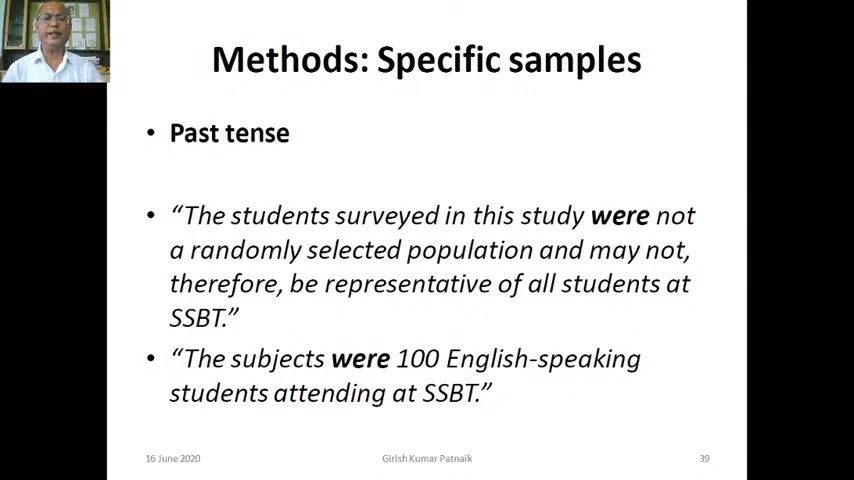 Methods: Specific samples
• Past tense
• “The students surveyed in this study were not
a randomly selected population and may not,
therefore, be representative of all students at
SSBT.”
• “The subjects were 100 English-speaking
students attending at SSBT.”
16 June 2020
Girish Kumar Patnaik
39